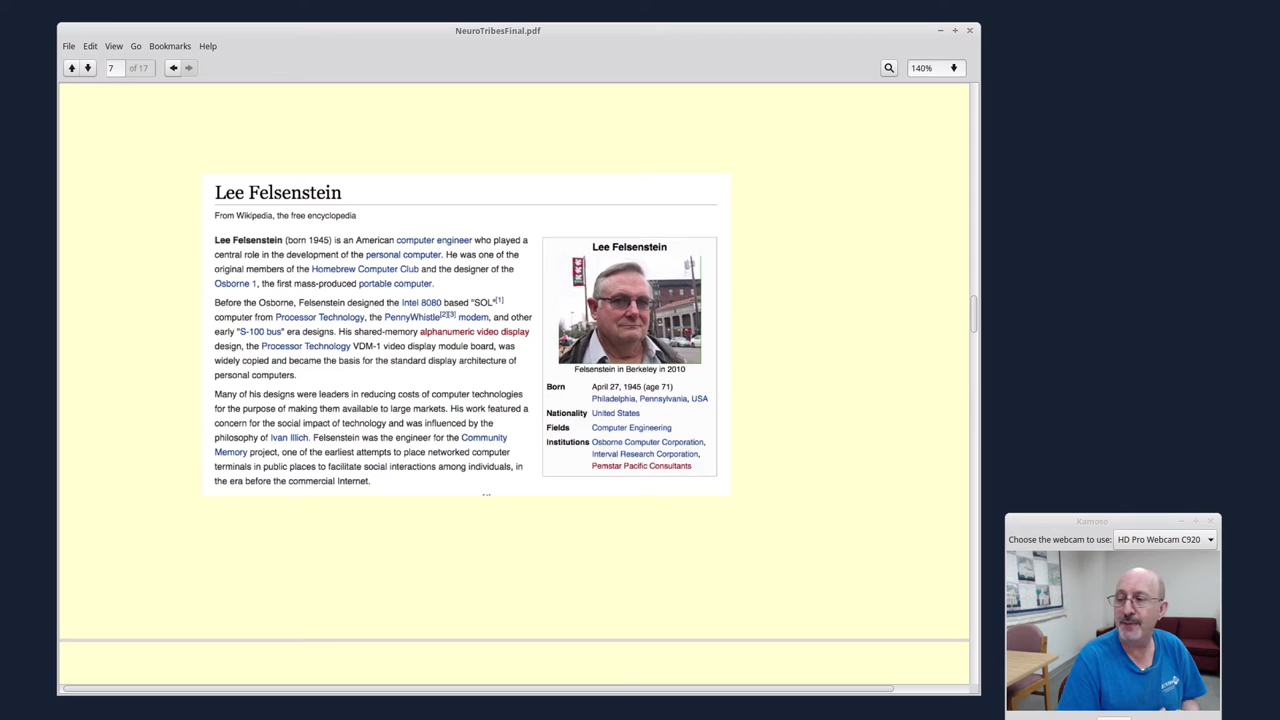 NeuroTribesFinal.pdf
File Edit View Go Bookmarks Help
7 of 17
140%
Lee Felsenstein
From Wikipedia, the free encyclopedia
Lee Felsenstein (born 1945) is an American computer engineer who played a
central role in the development of the personal computer. He was one of the
original members of the Homebrew Computer Club and the designer of the
Osborne 1, the first mass-produced portable computer.
Before the Osborne, Felsenstein designed the Intel 8080 based "SOL"[1]
computer from Processor Technology, the PennyWhistle[2][3] modem, and other
early "S-100 bus" era designs. His shared-memory alphanumeric video display
design, the Processor Technology VDM-1 video display module board, was
widely copied and became the basis for the standard display architecture of
personal computers.
Many of his designs were leaders in reducing costs of computer technologies
for the purpose of making them available to large markets. His work featured a
concern for the social impact of technology and was influenced by the
philosophy of Ivan Illich. Felsenstein was the engineer for the Community
Memory project, one of the earliest attempts to place networked computer
terminals in public places to facilitate social interactions among individuals, in
the era before the commercial Internet.
Lee Felsenstein
Felsenstein in Berkeley in 2010
Born April 27, 1945 (age 71)
Philadelphia, Pennsylvania, USA
Nationality United States
Fields Computer Engineering
Institutions Osborne Computer Corporation,
Interval Research Corporation,
Pemstar Pacific Consultants
Kamoso
Choose the webcam to use: HD Pro Webcam C920